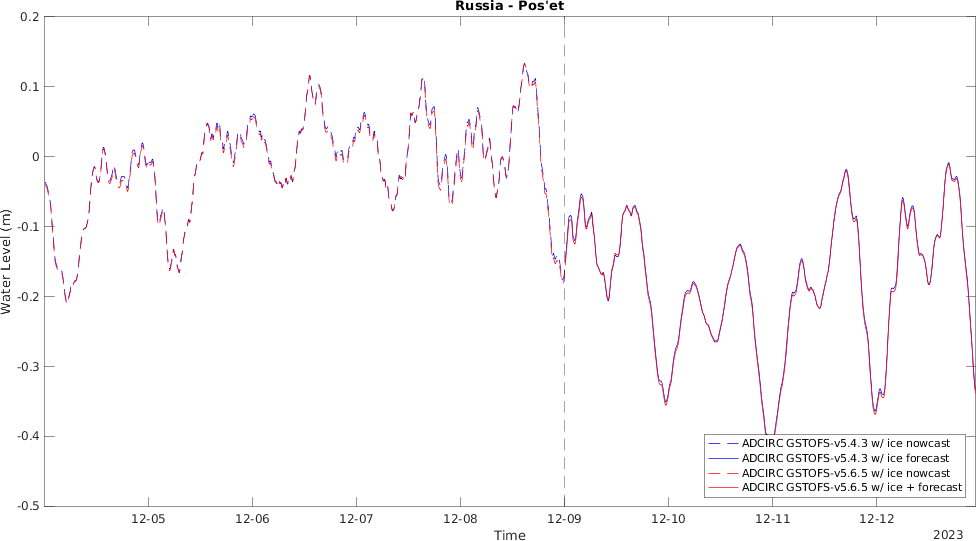 Russia - Pos'et
0.2
0.1
0
-0.1
-0.2
-0.3
-0.4
-0.5
Water Level (m)
12-05
12-06
12-07
12-08
12-09
12-10
12-11
12-12
Time
2023
ADCIRC GSTOFS-v5.4.3 w/ ice nowcast
ADCIRC GSTOFS-v5.4.3 w/ ice forecast
ADCIRC GSTOFS-v5.6.5 w/ ice nowcast
ADCIRC GSTOFS-v5.6.5 w/ ice + forecast